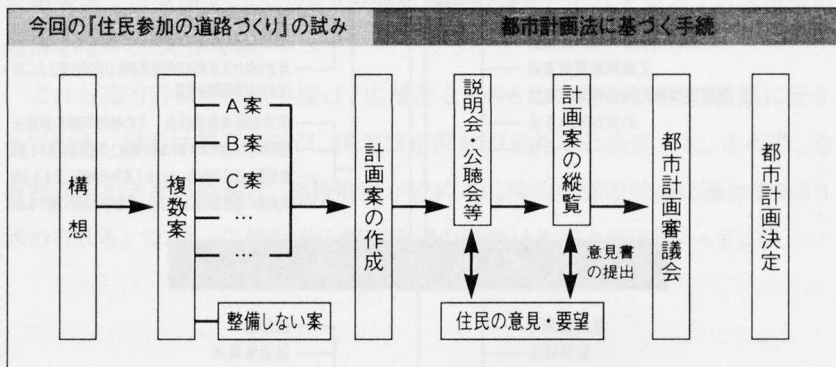 今回の『住民参加の道路づくり』の試み
都市計画法に基づく手続
構想
複数案
A案
B案
C案
…
…
整備しない案
計画案の作成
説明会・公聴会等
計画案の縦覧
意見書
の提出
住民の意見・要望
都市計画審議会
都市計画決定